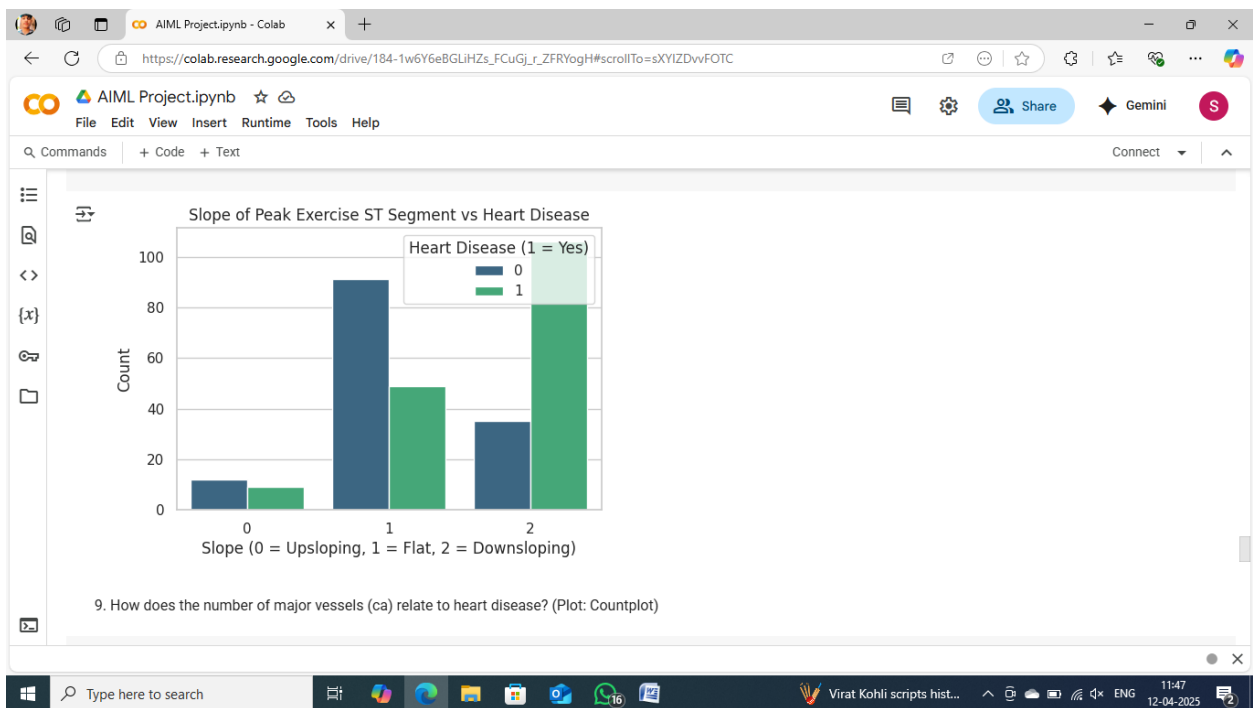 AIML Project.ipynb - Colab
https://colab.research.google.com/drive/184-1w6Y6eBGLiHZs_FCuGj_r_ZFRYogH#scrollTo=sXYIZDvvFOTC
AIML Project.ipynb
File Edit View Insert Runtime Tools Help
Share
Gemini
S
Commands + Code + Text
Connect
Slope of Peak Exercise ST Segment vs Heart Disease
Heart Disease (1 = Yes)
0
1
100
80
60
40
20
0
Count
0 1 2
Slope (0 = Upsloping, 1 = Flat, 2 = Downsloping)
9. How does the number of major vessels (ca) relate to heart disease? (Plot: Countplot)
Type here to search
16
Virat Kohli scripts hist...
ENG
11:47
12-04-2025
2